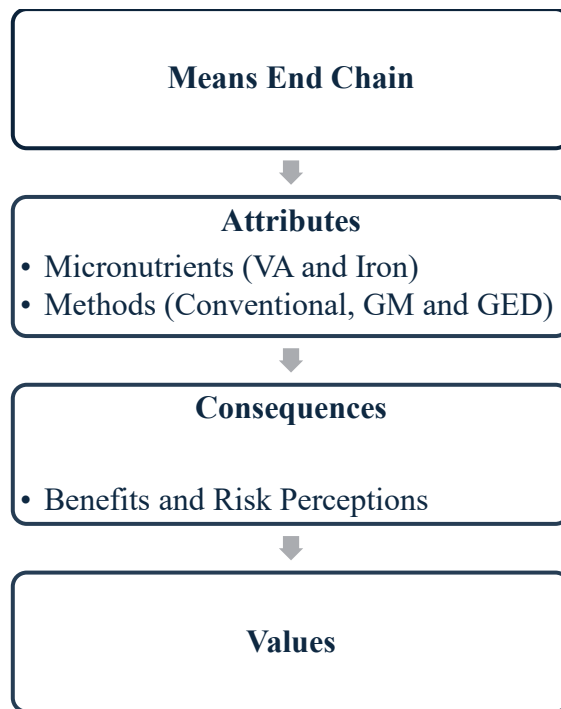 Means End Chain
Attributes
• Micronutrients (VA and Iron)
• Methods (Conventional, GM and GED)
Consequences
• Benefits and Risk Perceptions
Values